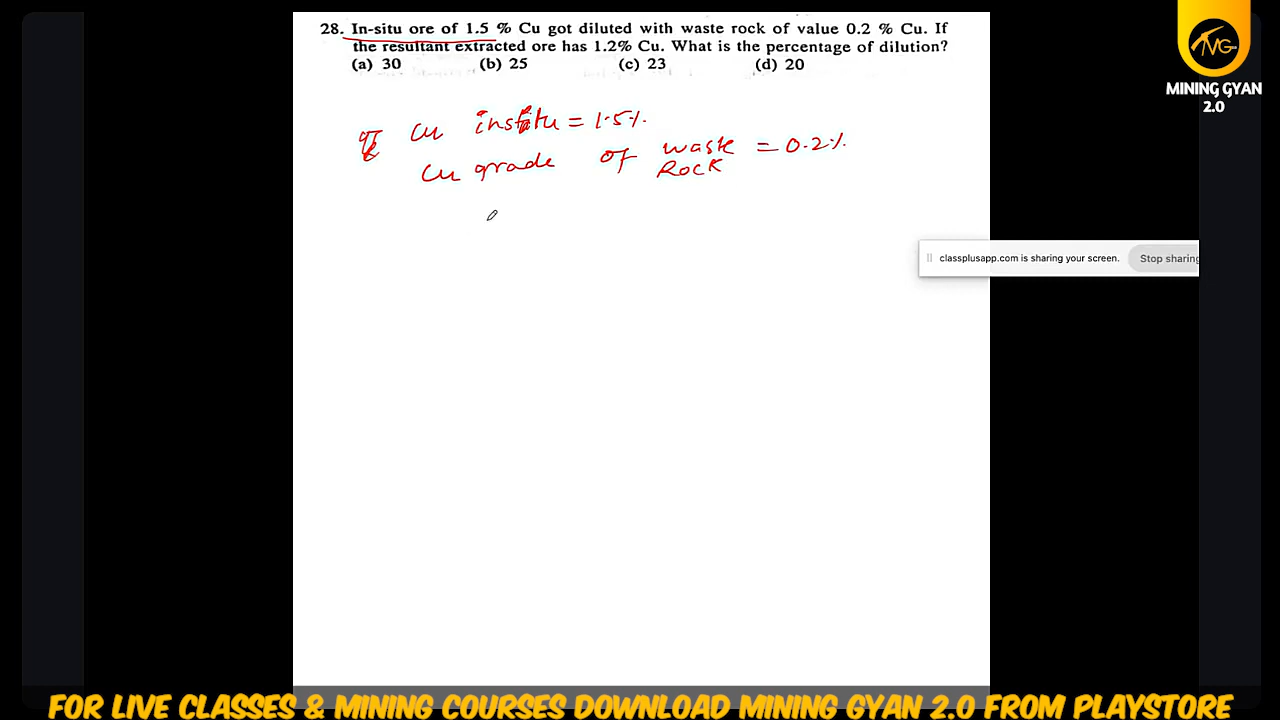 28. In-situ ore of 1.5 % Cu got diluted with waste rock of value 0.2 % Cu. If
the resultant extracted ore has 1.2% Cu. What is the percentage of dilution?
(a) 30 (b) 25 (c) 23 (d) 20
MINING GYAN
2.0
Cu insitu = 1.5%.
Cu grade of waste Rock = 0.2%.
classplusapp.com is sharing your screen. Stop sharing
FOR LIVE CLASSES & MINING COURSES DOWNLOAD MINING GYAN 2.0 FROM PLAYSTORE